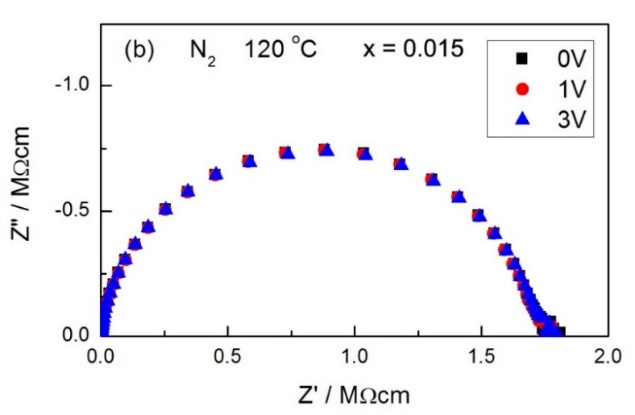 (b) N₂ 120 °C x = 0.015
0V
1V
3V
-1.0
-0.5
0.0
Z" / MΩcm
0.0 0.5 1.0 1.5 2.0
Z' / MΩcm